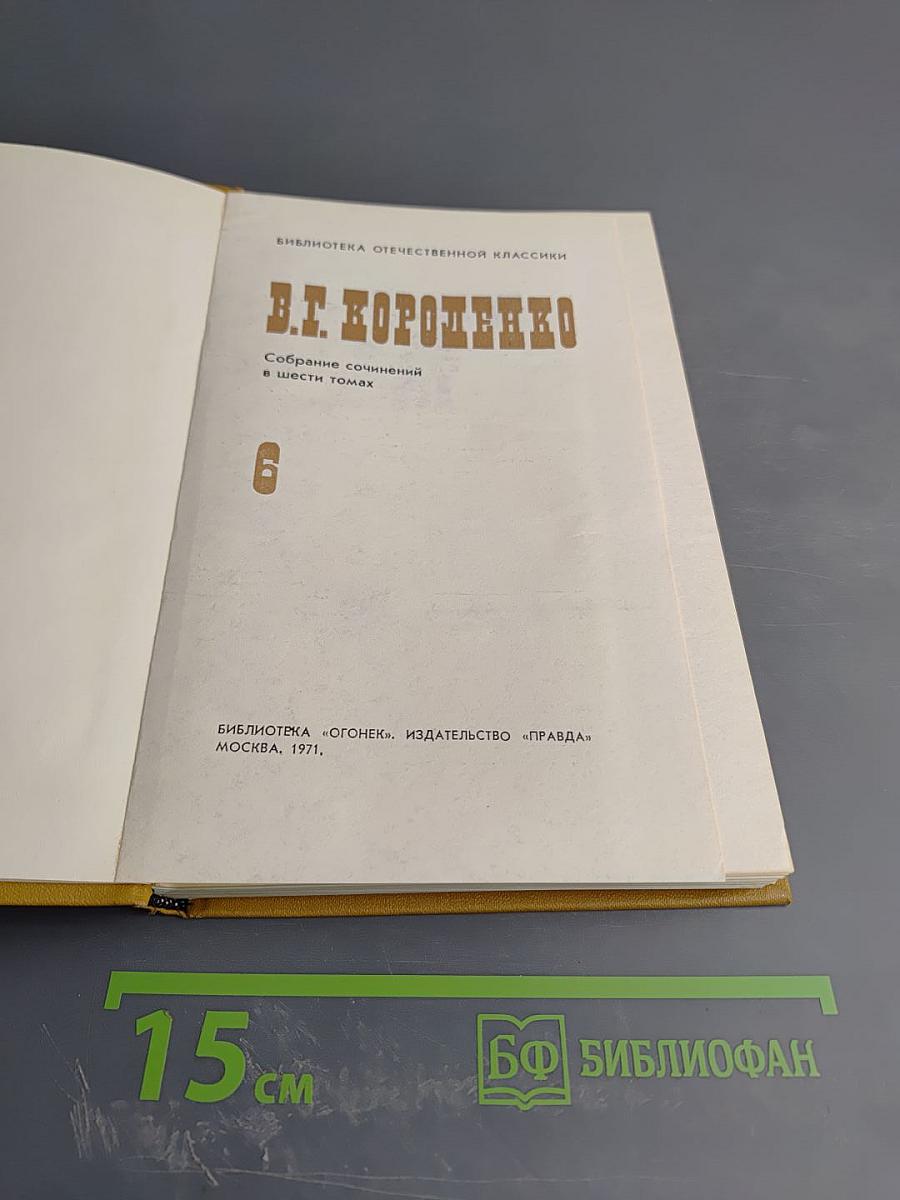 БИБЛИОТЕКА ОТЕЧЕСТВЕННОЙ КЛАССИКИ
В.Г. КОРОЛЕНКО
Собрание сочинений
в шести томах
6
БИБЛИОТЕКА «ОГОНЕК». ИЗДАТЕЛЬСТВО «ПРАВДА»
МОСКВА. 1971.
15 см
БФ БИБЛИОФАН